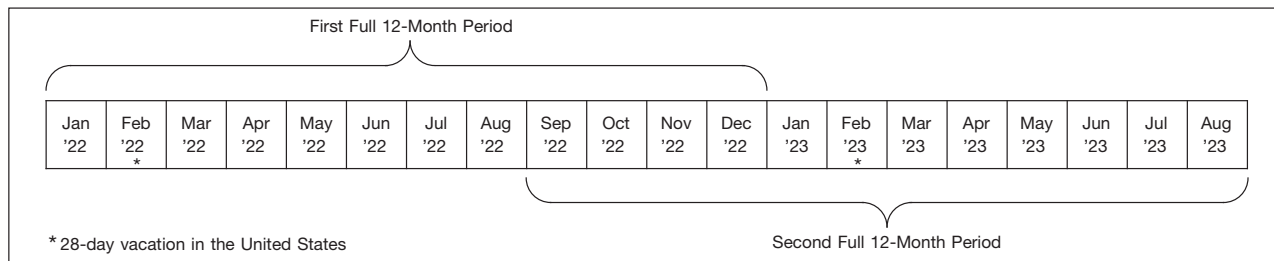 First Full 12-Month Period
Jan Feb Mar Apr May Jun Jul Aug Sep Oct Nov Dec Jan Feb Mar Apr May Jun Jul Aug
’22 ’22 ’22 ’22 ’22 ’22 ’22 ’22 ’22 ’22 ’22 ’22 ’23 ’23 ’23 ’23 ’23 ’23 ’23 ’23
* *
* 28-day vacation in the United States
Second Full 12-Month Period